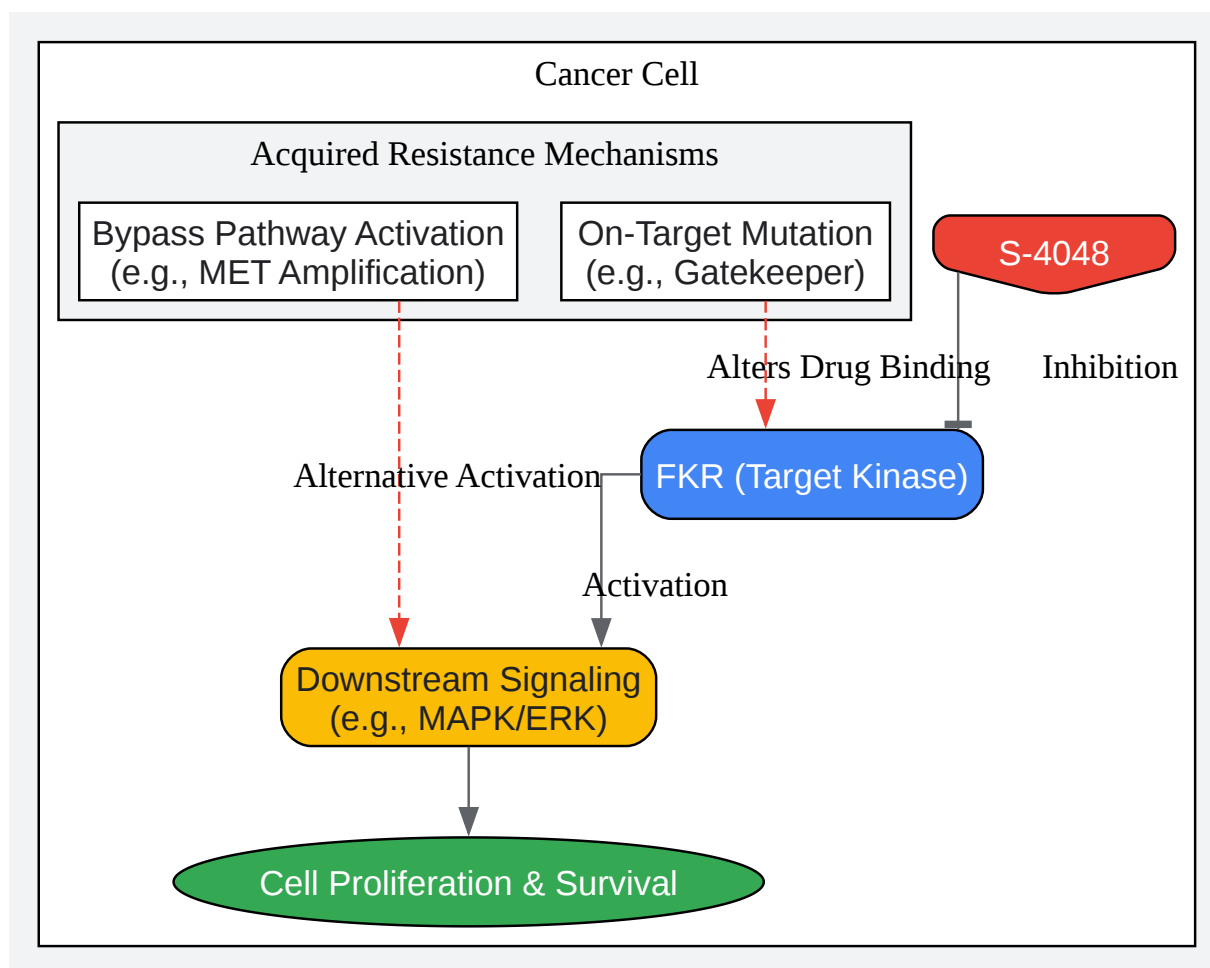 Cancer Cell
Acquired Resistance Mechanisms
Bypass Pathway Activation
(e.g., MET Amplification)
On-Target Mutation
(e.g., Gatekeeper)
S-4048
Alters Drug Binding
Inhibition
Alternative Activation
FKR (Target Kinase)
Activation
Downstream Signaling
(e.g., MAPK/ERK)
Cell Proliferation & Survival